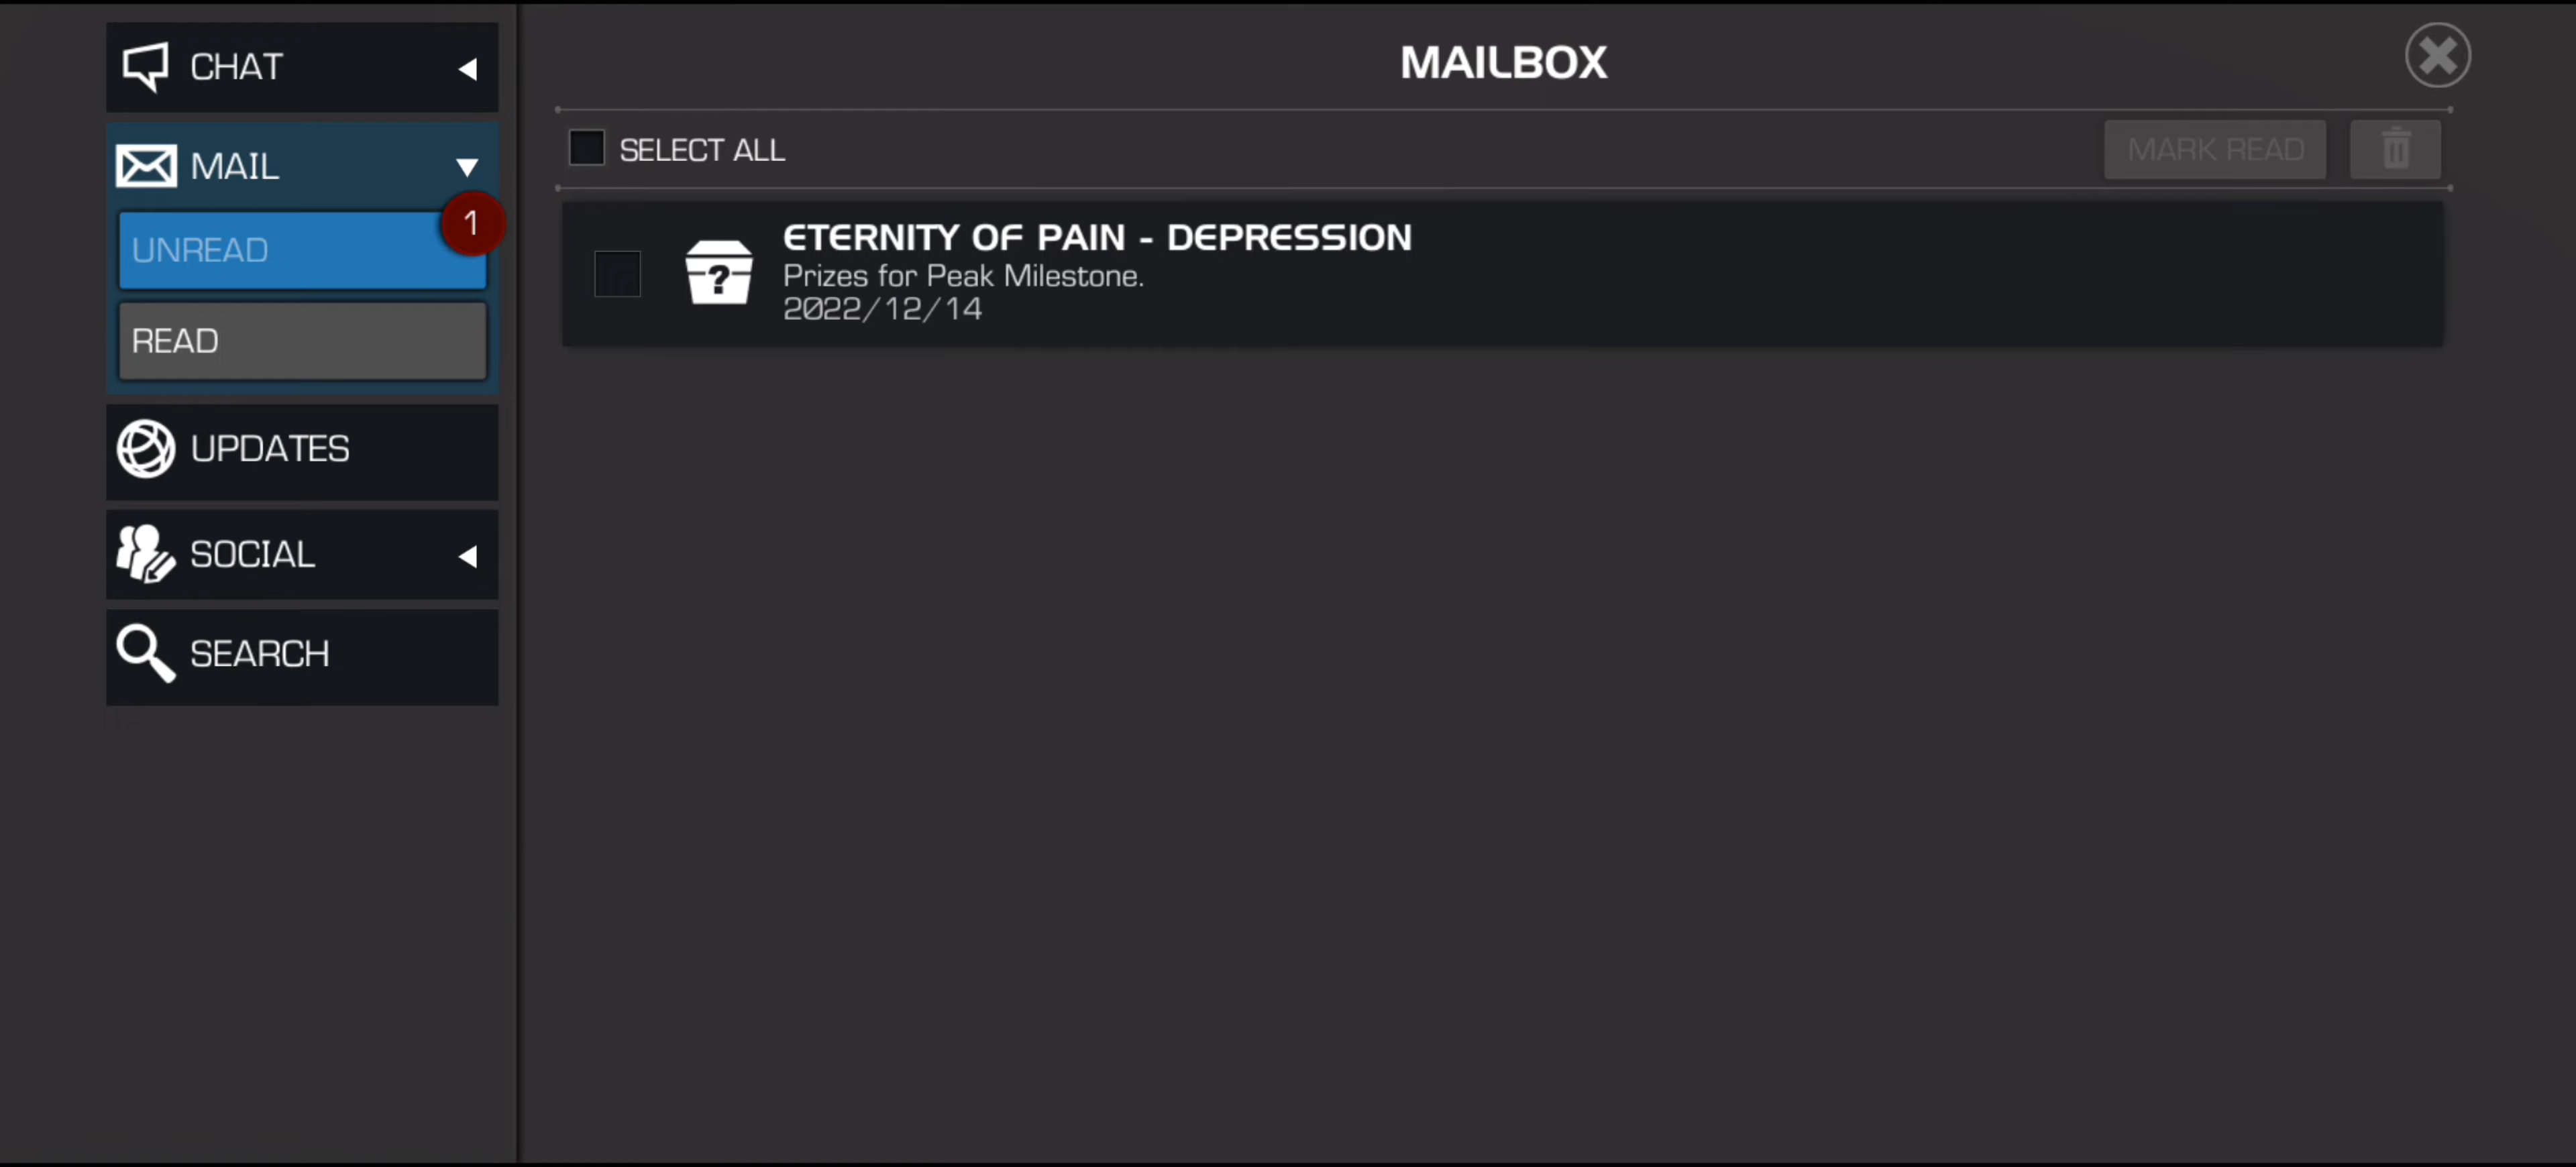 CHAT
MAIL
1
UNREAD
READ
UPDATES
SOCIAL
SEARCH
MAILBOX
SELECT ALL
MARK READ
ETERNITY OF PAIN - DEPRESSION
?
Prizes for Peak Milestone.
2022/12/14